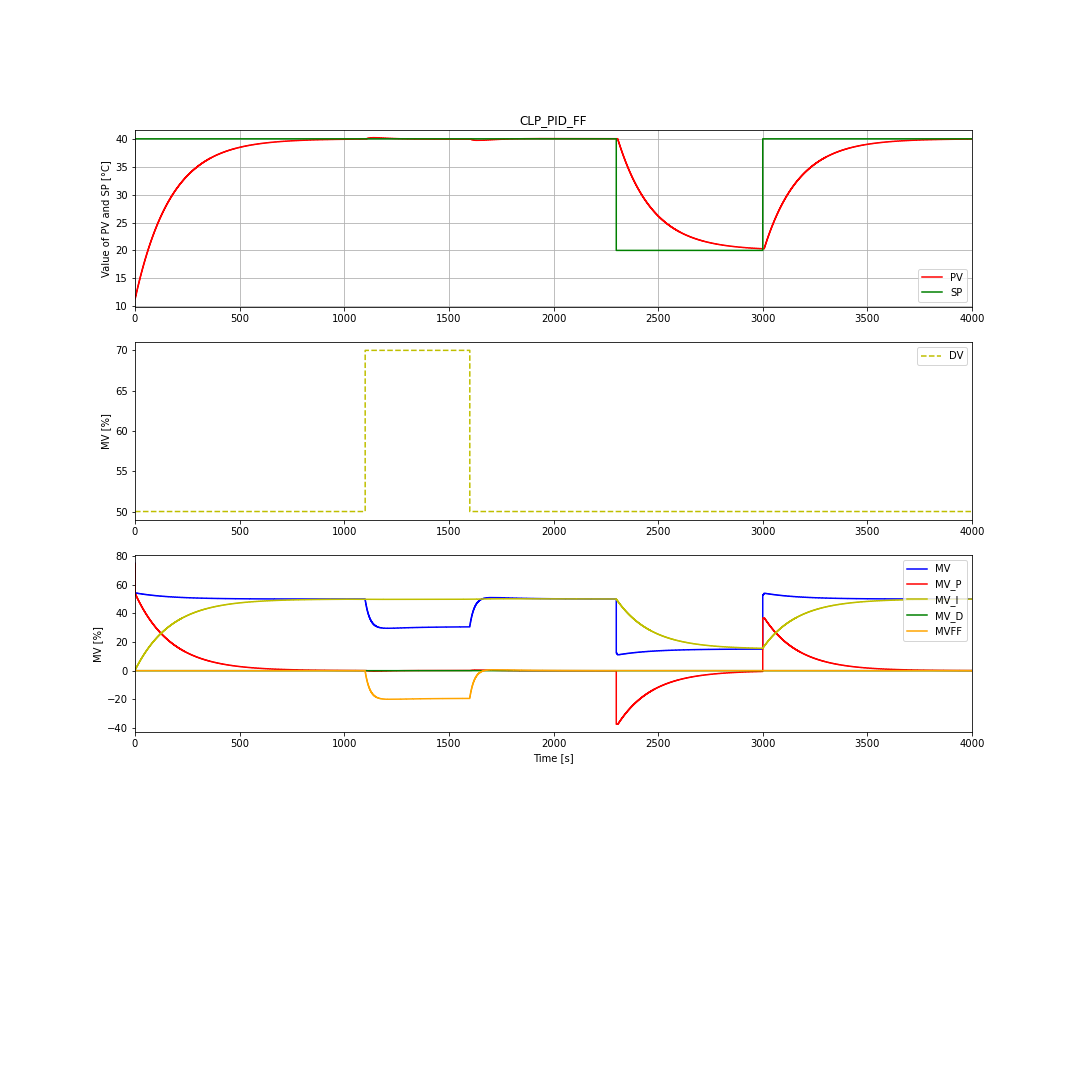 CLP_PID_FF
Value of PV and SP [°C]
40
35
30
25
20
15
10
0 500 1000 1500 2000 2500 3000 3500 4000
PV
SP
MV [%]
70
65
60
55
50
0 500 1000 1500 2000 2500 3000 3500 4000
DV
MV [%]
80
60
40
20
0
−20
−40
0 500 1000 1500 2000 2500 3000 3500 4000
MV
MV_P
MV_I
MV_D
MVFF
Time [s]